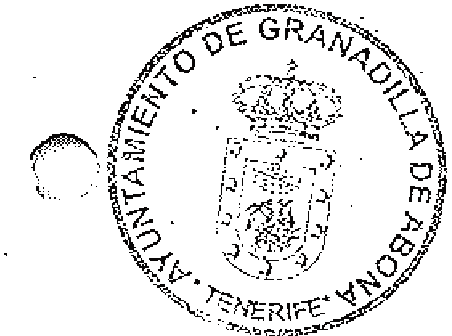 AYUNTAMIENTO DE GRANADILLA DE ABONA
TENERIFE